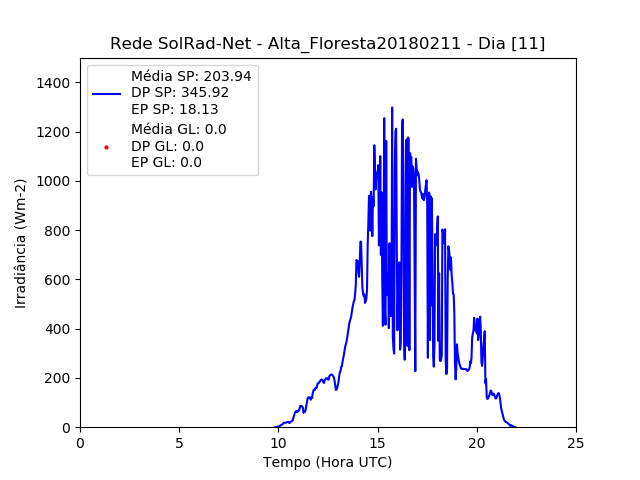 Rede SolRad-Net - Alta_Floresta20180211 - Dia [11]
Média SP: 203.94
DP SP: 345.92
EP SP: 18.13
Média GL: 0.0
DP GL: 0.0
EP GL: 0.0
1400
1200
1000
800
600
400
200
0
Irradiância (Wm-2)
0 5 10 15 20 25
Tempo (Hora UTC)